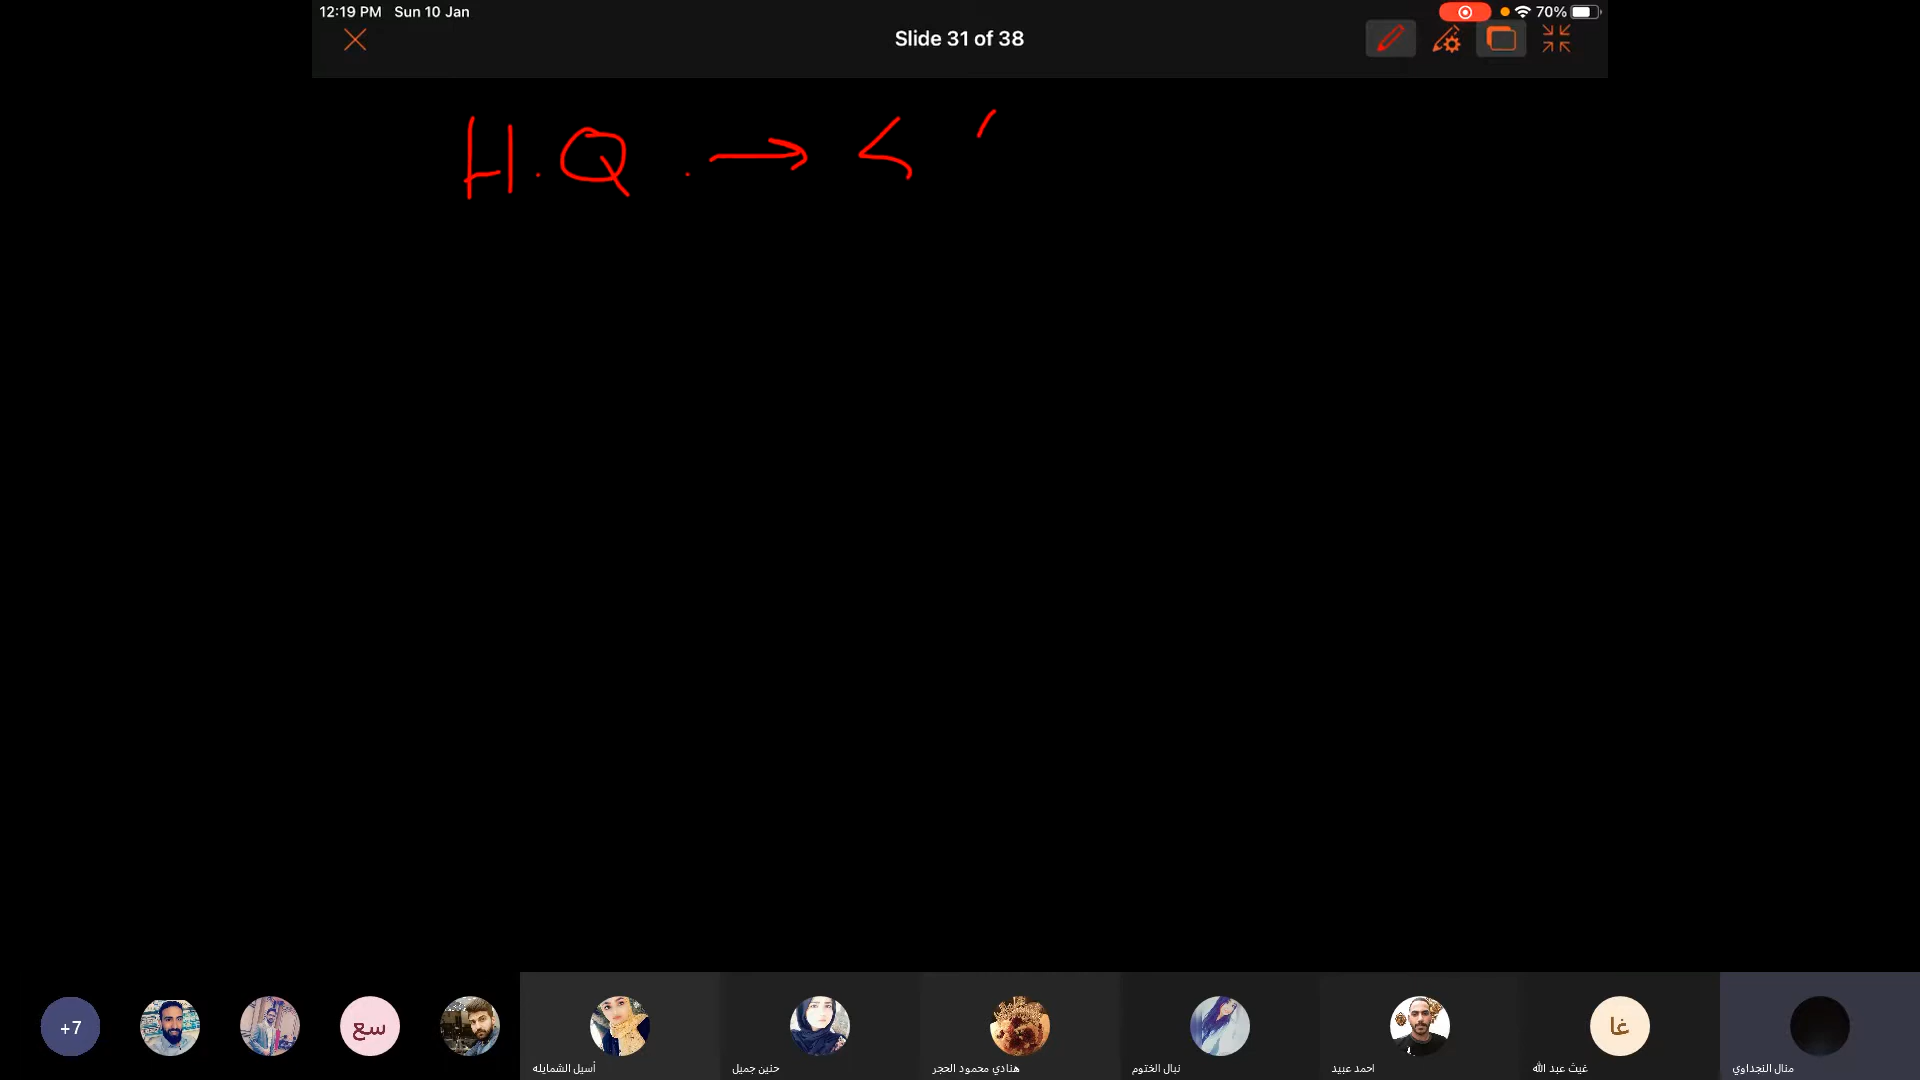 12:19 PM Sun 10 Jan
70%
Slide 31 of 38
H.Q. → <
+7
سع
غا
أسيل الشمايله
حنين جميل
هنادي محمود الحجر
نبال الختوم
احمد عبيد
غيث عبد الله
منال النجداوي